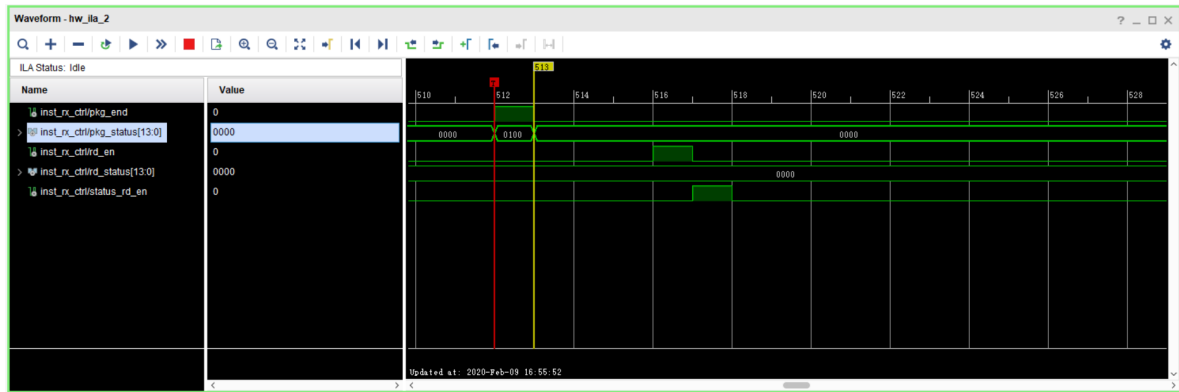 Waveform - hw_ila_2
ILA Status: Idle
Name Value
inst_rx_ctrl/pkg_end 0
inst_rx_ctrl/pkg_status[13:0] 0000
inst_rx_ctrl/rd_en 0
inst_rx_ctrl/rd_status[13:0] 0000
inst_rx_ctrl/status_rd_en 0
513
510 512 514 516 518 520 522 524 526 528
0000 0100 0000
0000
Updated at: 2020-Feb-09 16:55:52